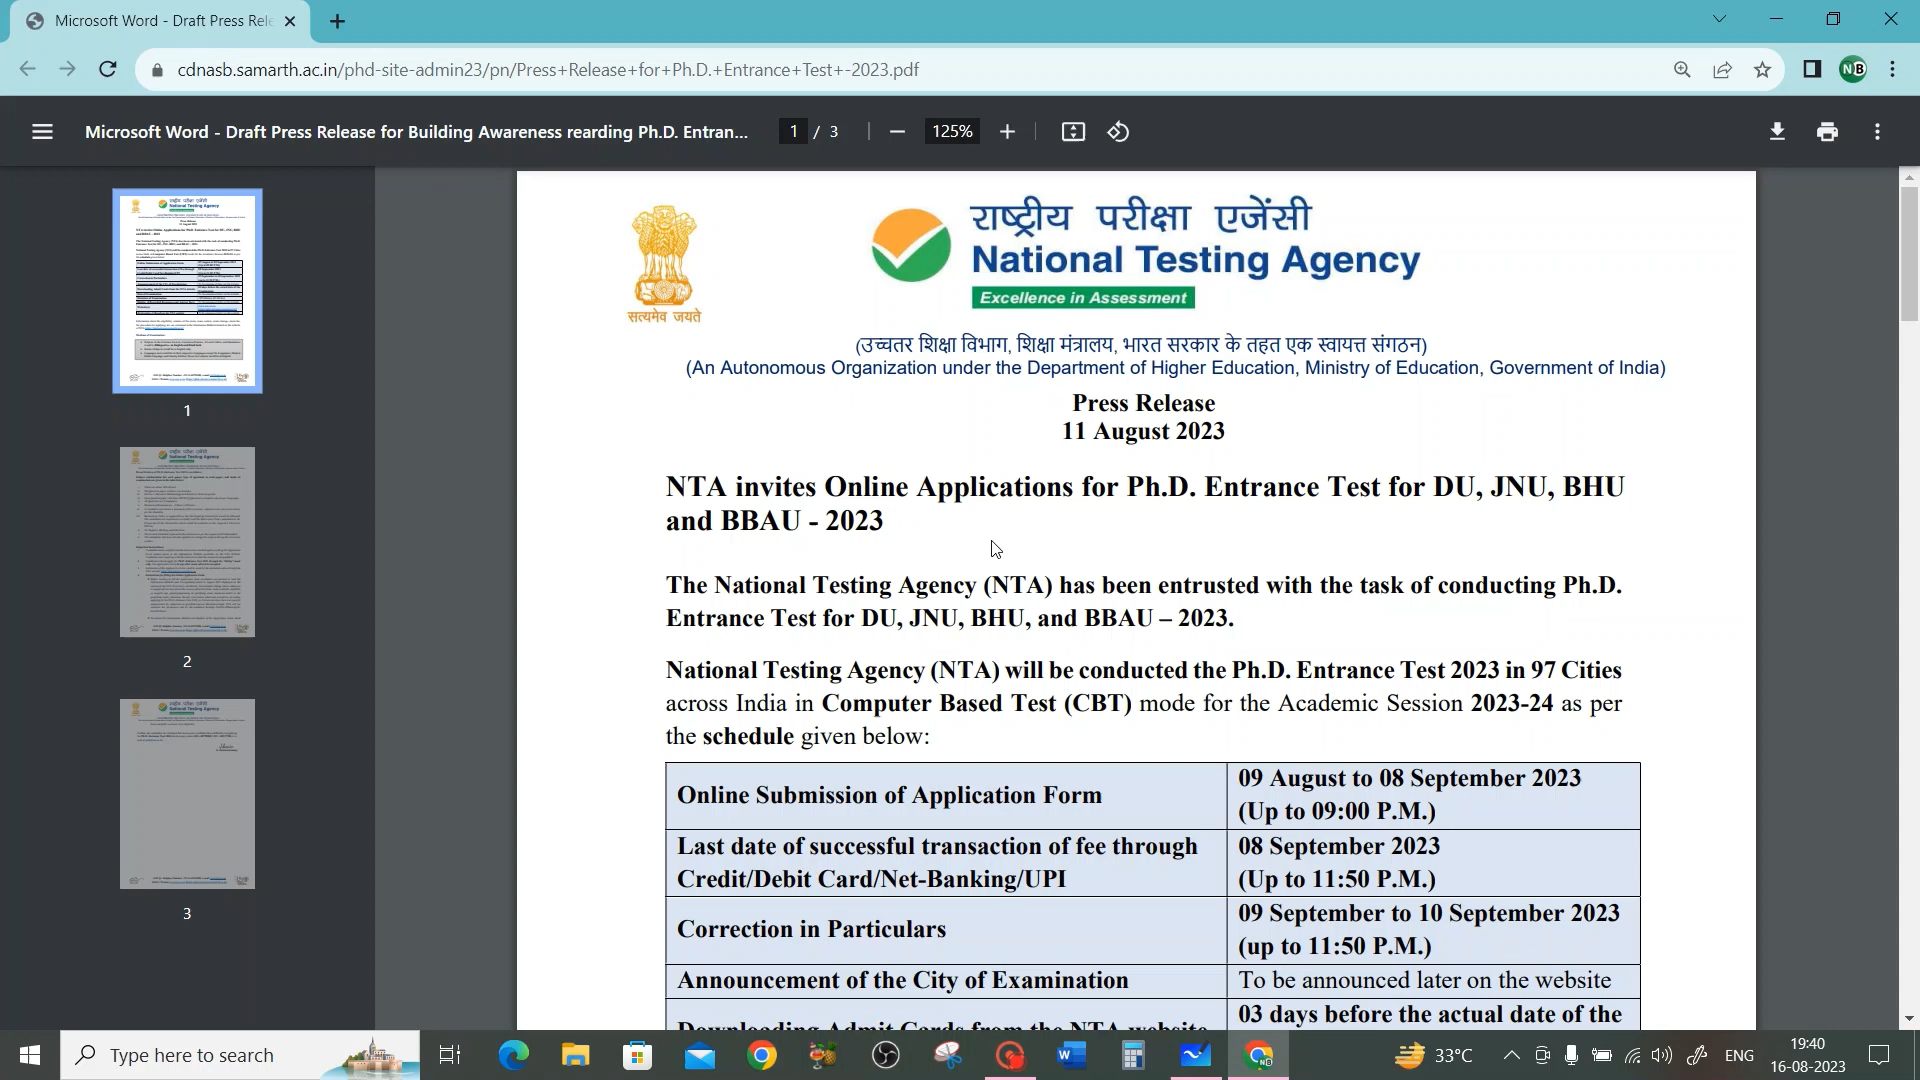 Microsoft Word - Draft Press Rele
cdnasb.samarth.ac.in/phd-site-admin23/pn/Press+Release+for+Ph.D.+Entrance+Test+-2023.pdf
NB
Microsoft Word - Draft Press Release for Building Awareness rearding Ph.D. Entran...
1 / 3
125%
1
2
3
सत्यमेव जयते
राष्ट्रीय परीक्षा एजेंसी
National Testing Agency
Excellence in Assessment
(उच्चतर शिक्षा विभाग, शिक्षा मंत्रालय, भारत सरकार के तहत एक स्वायत्त संगठन)
(An Autonomous Organization under the Department of Higher Education, Ministry of Education, Government of India)
Press Release
11 August 2023
NTA invites Online Applications for Ph.D. Entrance Test for DU, JNU, BHU
and BBAU - 2023
The National Testing Agency (NTA) has been entrusted with the task of conducting Ph.D.
Entrance Test for DU, JNU, BHU, and BBAU – 2023.
National Testing Agency (NTA) will be conducted the Ph.D. Entrance Test 2023 in 97 Cities
across India in Computer Based Test (CBT) mode for the Academic Session 2023-24 as per
the schedule given below:
Online Submission of Application Form
09 August to 08 September 2023
(Up to 09:00 P.M.)
Last date of successful transaction of fee through
Credit/Debit Card/Net-Banking/UPI
08 September 2023
(Up to 11:50 P.M.)
Correction in Particulars
09 September to 10 September 2023
(up to 11:50 P.M.)
Announcement of the City of Examination
To be announced later on the website
Downloading Admit Cards from the NTA website
03 days before the actual date of the
Type here to search
33°C
ENG
19:40
16-08-2023